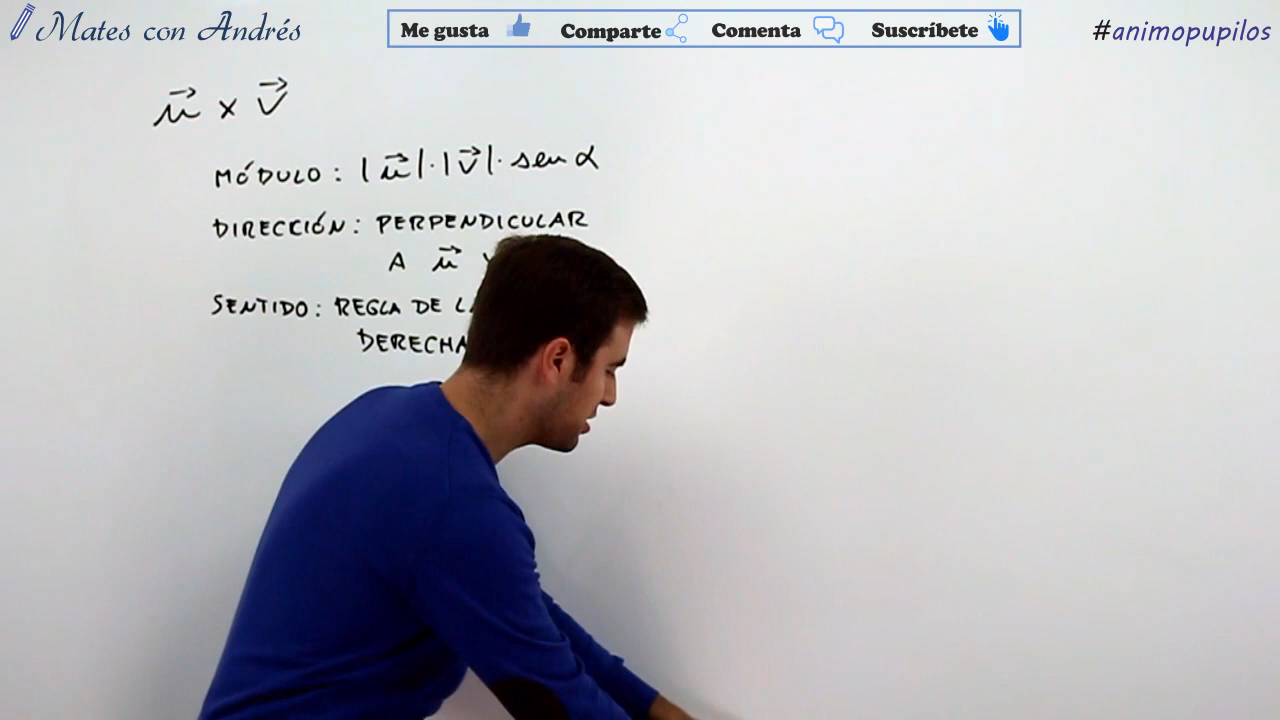 Mates con Andrés
Me gusta Comparte Comenta Suscríbete
#animopupilos
u⃗ x v⃗
MÓDULO: |u⃗|·|v⃗|· sen α
DIRECCIÓN: PERPENDICULAR
A u⃗
SENTIDO: REGLA DE
DERECHA